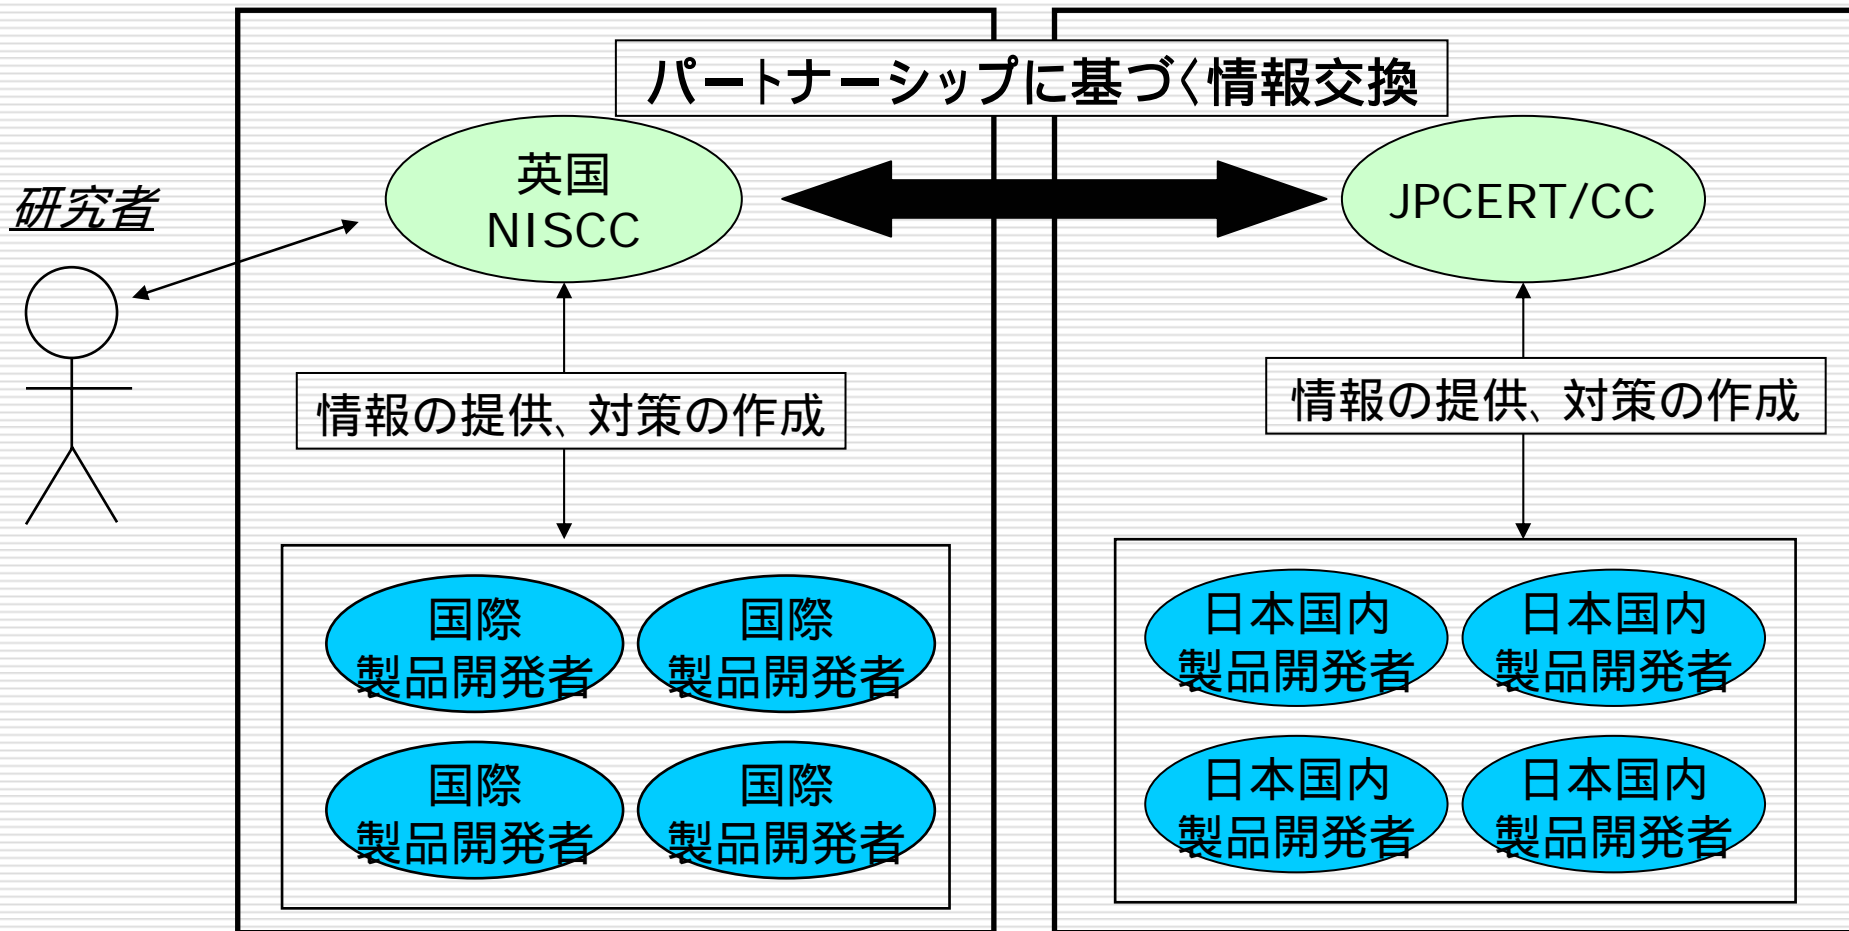 パートナーシップに基づく情報交換
研究者
英国
NISCC
JPCERT/CC
情報の提供、対策の作成
情報の提供、対策の作成
国際
製品開発者
国際
製品開発者
国際
製品開発者
国際
製品開発者
日本国内
製品開発者
日本国内
製品開発者
日本国内
製品開発者
日本国内
製品開発者